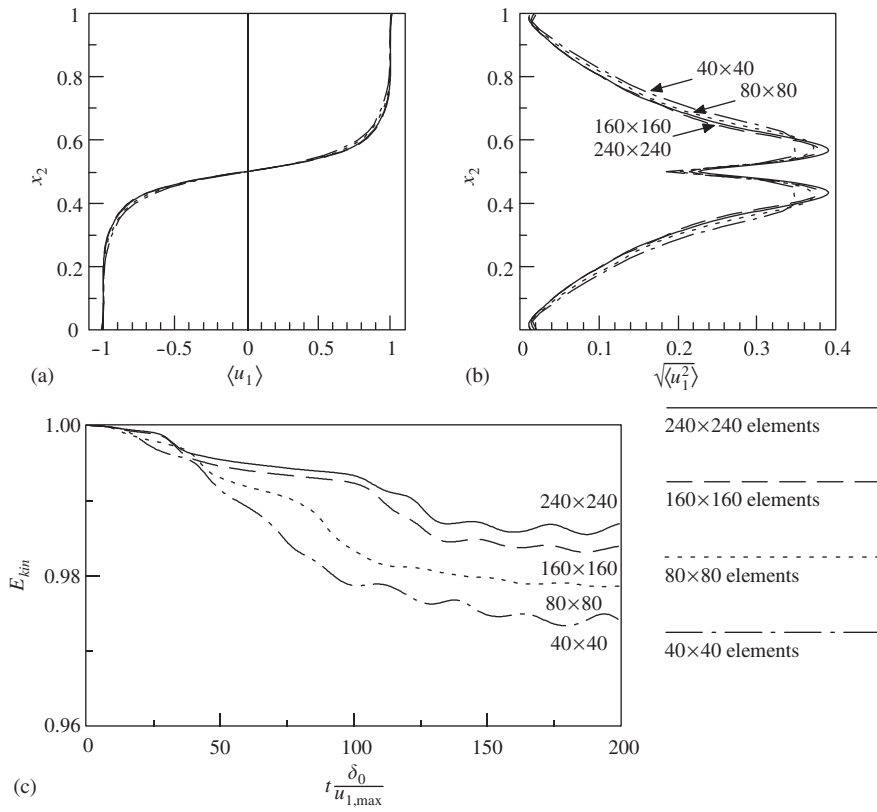 1
0.8
0.6
x₂
0.4
0.2
0
−1
−0.5
0
0.5
1
(a)
⟨u₁⟩
1
0.8
0.6
x₂
0.4
0.2
0
40×40
80×80
160×160
240×240
0
0.1
0.2
0.3
0.4
(b)
√⟨u₁²⟩
1.00
0.98
0.96
E_kin
240×240
160×160
80×80
40×40
0
50
100
150
200
(c)
t δ₀/u₁,max
240×240 elements
160×160 elements
80×80 elements
40×40 elements